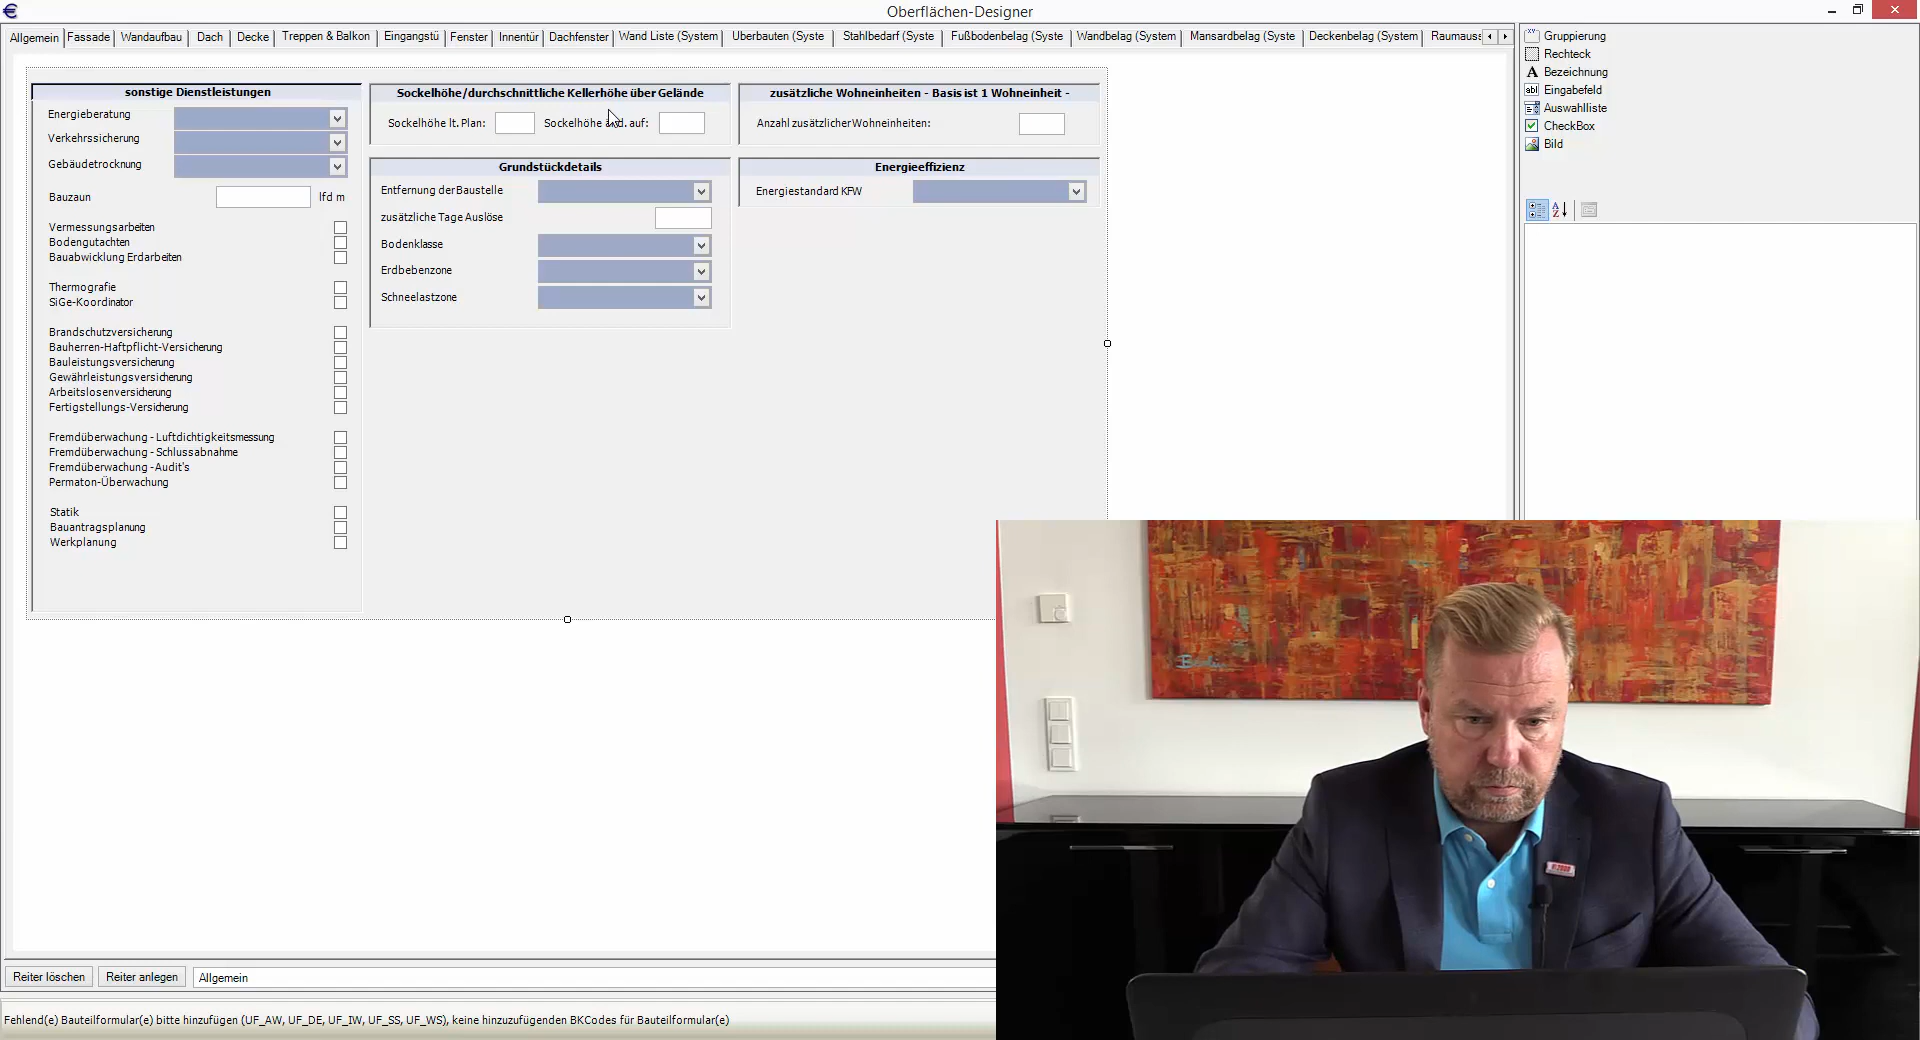 Oberflächen-Designer
Allgemein Fassade Wandaufbau Dach Decke Treppen & Balkon Eingangstü Fenster Innentür Dachfenster Wand Liste (System Überbauten (Syste Stahlbedarf (Syste Fußbodenbelag (Syste Wandbelag (System Mansardbelag (Syste Deckenbelag (System Raumauss
sonstige Dienstleistungen
Energieberatung
Verkehrssicherung
Gebäudetrocknung
Bauzaun lfd m
Vermessungsarbeiten
Bodengutachten
Bauabwicklung Erdarbeiten
Thermografie
SiGe-Koordinator
Brandschutzversicherung
Bauherren-Haftpflicht-Versicherung
Bauleistungsversicherung
Gewährleistungsversicherung
Arbeitslosenversicherung
Fertigstellungs-Versicherung
Fremdüberwachung - Luftdichtigkeitsmessung
Fremdüberwachung - Schlussabnahme
Fremdüberwachung - Audit's
Permaton-Überwachung
Statik
Bauantragsplanung
Werkplanung
Sockelhöhe/durchschnittliche Kellerhöhe über Gelände
Sockelhöhe lt. Plan: Sockelhöhe änd. auf:
Grundstückdetails
Entfernung der Baustelle
zusätzliche Tage Auslöse
Bodenklasse
Erdbebenzone
Schneelastzone
zusätzliche Wohneinheiten - Basis ist 1 Wohneinheit -
Anzahl zusätzlicher Wohneinheiten:
Energieeffizienz
Energiestandard KFW
Gruppierung
Rechteck
A Bezeichnung
abl Eingabefeld
Auswahlliste
CheckBox
Bild
Reiter löschen Reiter anlegen Allgemein
Fehlend(e) Bauteilformular(e) bitte hinzufügen (UF_AW, UF_DE, UF_IW, UF_SS, UF_WS), keine hinzuzufügenden BKCodes für Bauteilformular(e)